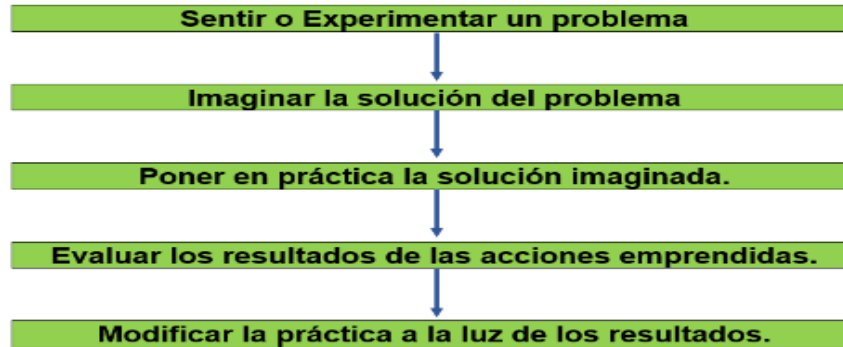 Sentir o Experimentar un problema
Imaginar la solución del problema
Poner en práctica la solución imaginada.
Evaluar los resultados de las acciones emprendidas.
Modificar la práctica a la luz de los resultados.